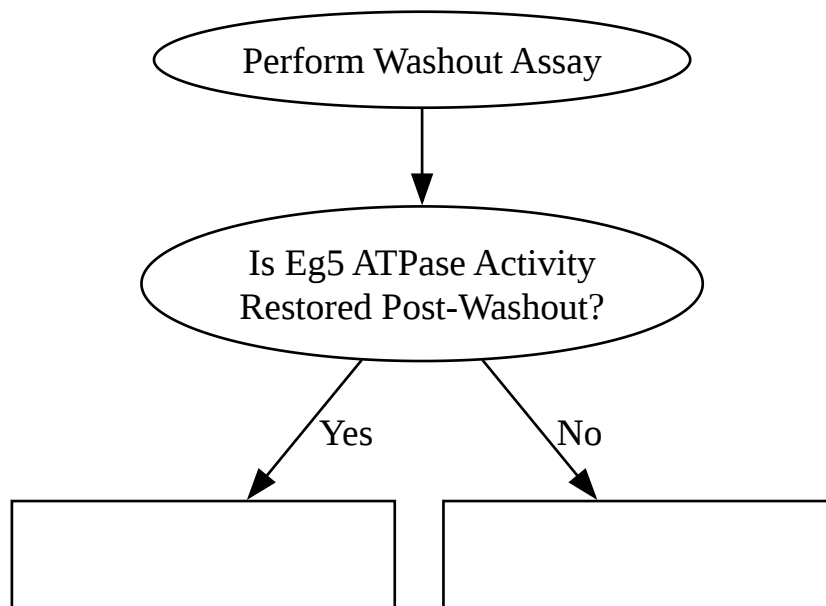 Perform Washout Assay
Is Eg5 ATPase Activity
Restored Post-Washout?
Yes
No